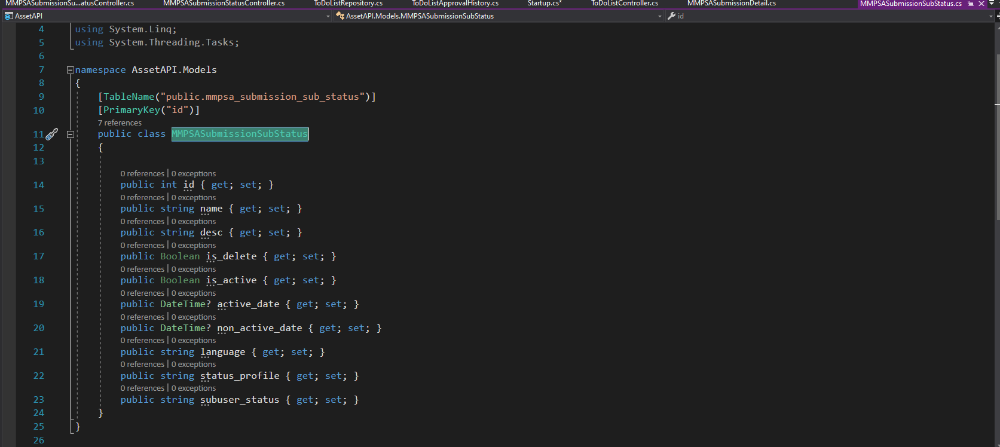 MMPSASubmissionSu...atusController.cs MMPSASubmissionStatusController.cs ToDoListRepository.cs ToDoListApprovalHistory.cs Startup.cs* ToDoListController.cs MMPSASubmissionDetail.cs MMPSASubmissionSubStatus.cs
AssetAPI AssetAPI.Models.MMPSASubmissionSubStatus id
4 using System.Linq;
5 using System.Threading.Tasks;
6
7 namespace AssetAPI.Models
8 {
9 [TableName("public.mmpsa_submission_sub_status")]
10 [PrimaryKey("id")]
7 references
11 public class MMPSASubmissionSubStatus
12 {
13
0 references | 0 exceptions
14 public int id { get; set; }
0 references | 0 exceptions
15 public string name { get; set; }
0 references | 0 exceptions
16 public string desc { get; set; }
0 references | 0 exceptions
17 public Boolean is_delete { get; set; }
0 references | 0 exceptions
18 public Boolean is_active { get; set; }
0 references | 0 exceptions
19 public DateTime? active_date { get; set; }
0 references | 0 exceptions
20 public DateTime? non_active_date { get; set; }
0 references | 0 exceptions
21 public string language { get; set; }
0 references | 0 exceptions
22 public string status_profile { get; set; }
0 references | 0 exceptions
23 public string subuser_status { get; set; }
24 }
25 }
26